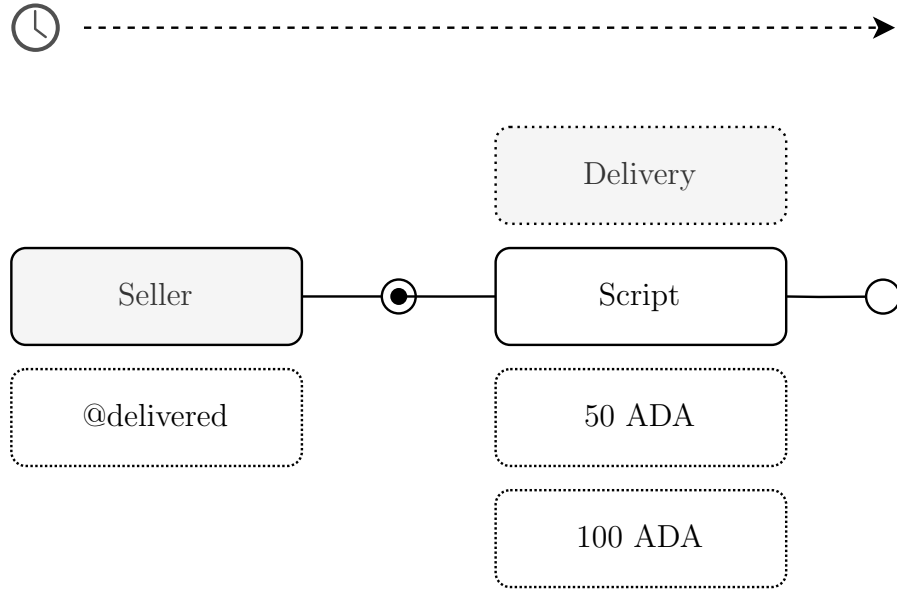 Delivery
Seller
Script
@delivered
50 ADA
100 ADA